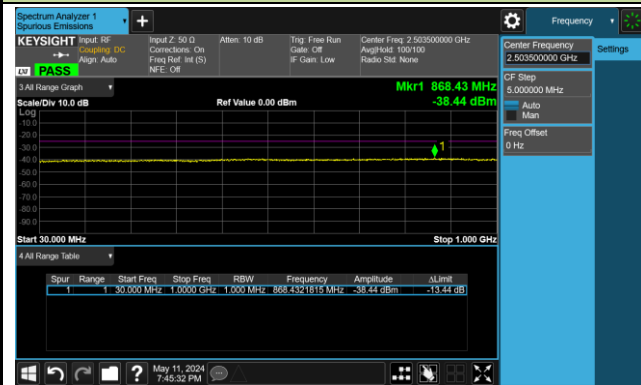 Spectrum Analyzer 1
Spurious Emissions
Frequency
KEYSIGHT
Input: RF
Coupling: DC
Align: Auto
Input Z: 50 Ω
Corrections: On
Freq Ref: Int (S)
NFE: Off
Atten: 10 dB
Trig: Free Run
Gate: Off
IF Gain: Low
Center Freq: 2.503500000 GHz
Avg|Hold: 100/100
Radio Std: None
LXI
PASS
Center Frequency
2.503500000 GHz
Settings
CF Step
5.000000 MHz
Auto
Man
Freq Offset
0 Hz
3 All Range Graph
Mkr1 868.43 MHz
Scale/Div 10.0 dB
Ref Value 0.00 dBm
-38.44 dBm
Log
-10.0
-20.0
-30.0
-40.0
-50.0
-60.0
-70.0
-80.0
-90.0
1
Start 30.000 MHz
Stop 1.000 GHz
4 All Range Table
Spur Range Start Freq Stop Freq RBW Frequency Amplitude ΔLimit
1 1 30.000 MHz 1.0000 GHz 1.000 MHz 868.4321815 MHz -38.44 dBm -13.44 dB
?
May 11, 2024
7:45:32 PM